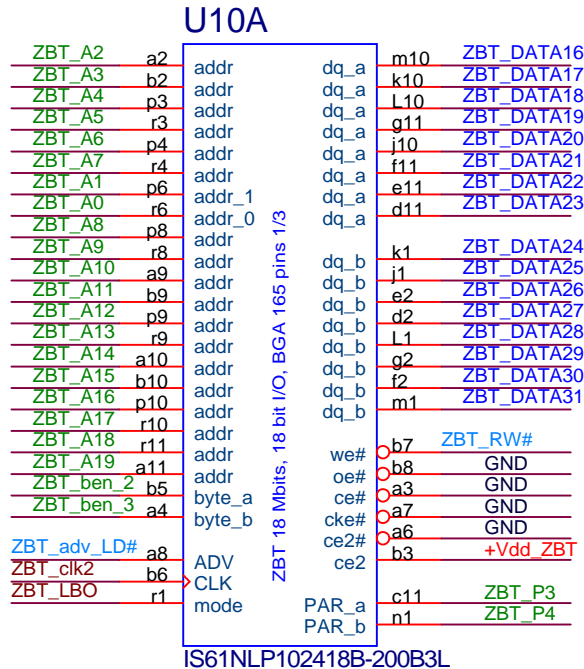 U10A
ZBT_A2 a2 addr dq_a m10 ZBT_DATA16
ZBT_A3 b2 addr dq_a k10 ZBT_DATA17
ZBT_A4 p3 addr dq_a L10 ZBT_DATA18
ZBT_A5 r3 addr dq_a g11 ZBT_DATA19
ZBT_A6 p4 addr dq_a j10 ZBT_DATA20
ZBT_A7 r4 addr dq_a f11 ZBT_DATA21
ZBT_A1 p6 addr_1 dq_a e11 ZBT_DATA22
ZBT_A0 r6 addr_0 dq_a d11 ZBT_DATA23
ZBT_A8 p8 addr
ZBT_A9 r8 addr dq_b k1 ZBT_DATA24
ZBT_A10 a9 addr dq_b j1 ZBT_DATA25
ZBT_A11 b9 addr dq_b e2 ZBT_DATA26
ZBT_A12 p9 addr dq_b d2 ZBT_DATA27
ZBT_A13 r9 addr dq_b L1 ZBT_DATA28
ZBT_A14 a10 addr dq_b g2 ZBT_DATA29
ZBT_A15 b10 addr dq_b f2 ZBT_DATA30
ZBT_A16 p10 addr dq_b m1 ZBT_DATA31
ZBT_A17 r10 addr
ZBT_A18 r11 addr we# b7 ZBT_RW#
ZBT_A19 a11 addr oe# b8 GND
ZBT_ben_2 b5 byte_a ce# a3 GND
ZBT_ben_3 a4 byte_b cke# a7 GND
ce2# a6 GND
ZBT_adv_LD# a8 ADV ce2 b3 +Vdd_ZBT
ZBT_clk2 b6 CLK
ZBT_LBO r1 mode PAR_a c11 ZBT_P3
PAR_b n1 ZBT_P4
ZBT 18 Mbits, 18 bit I/O, BGA 165 pins 1/3
IS61NLP102418B-200B3L